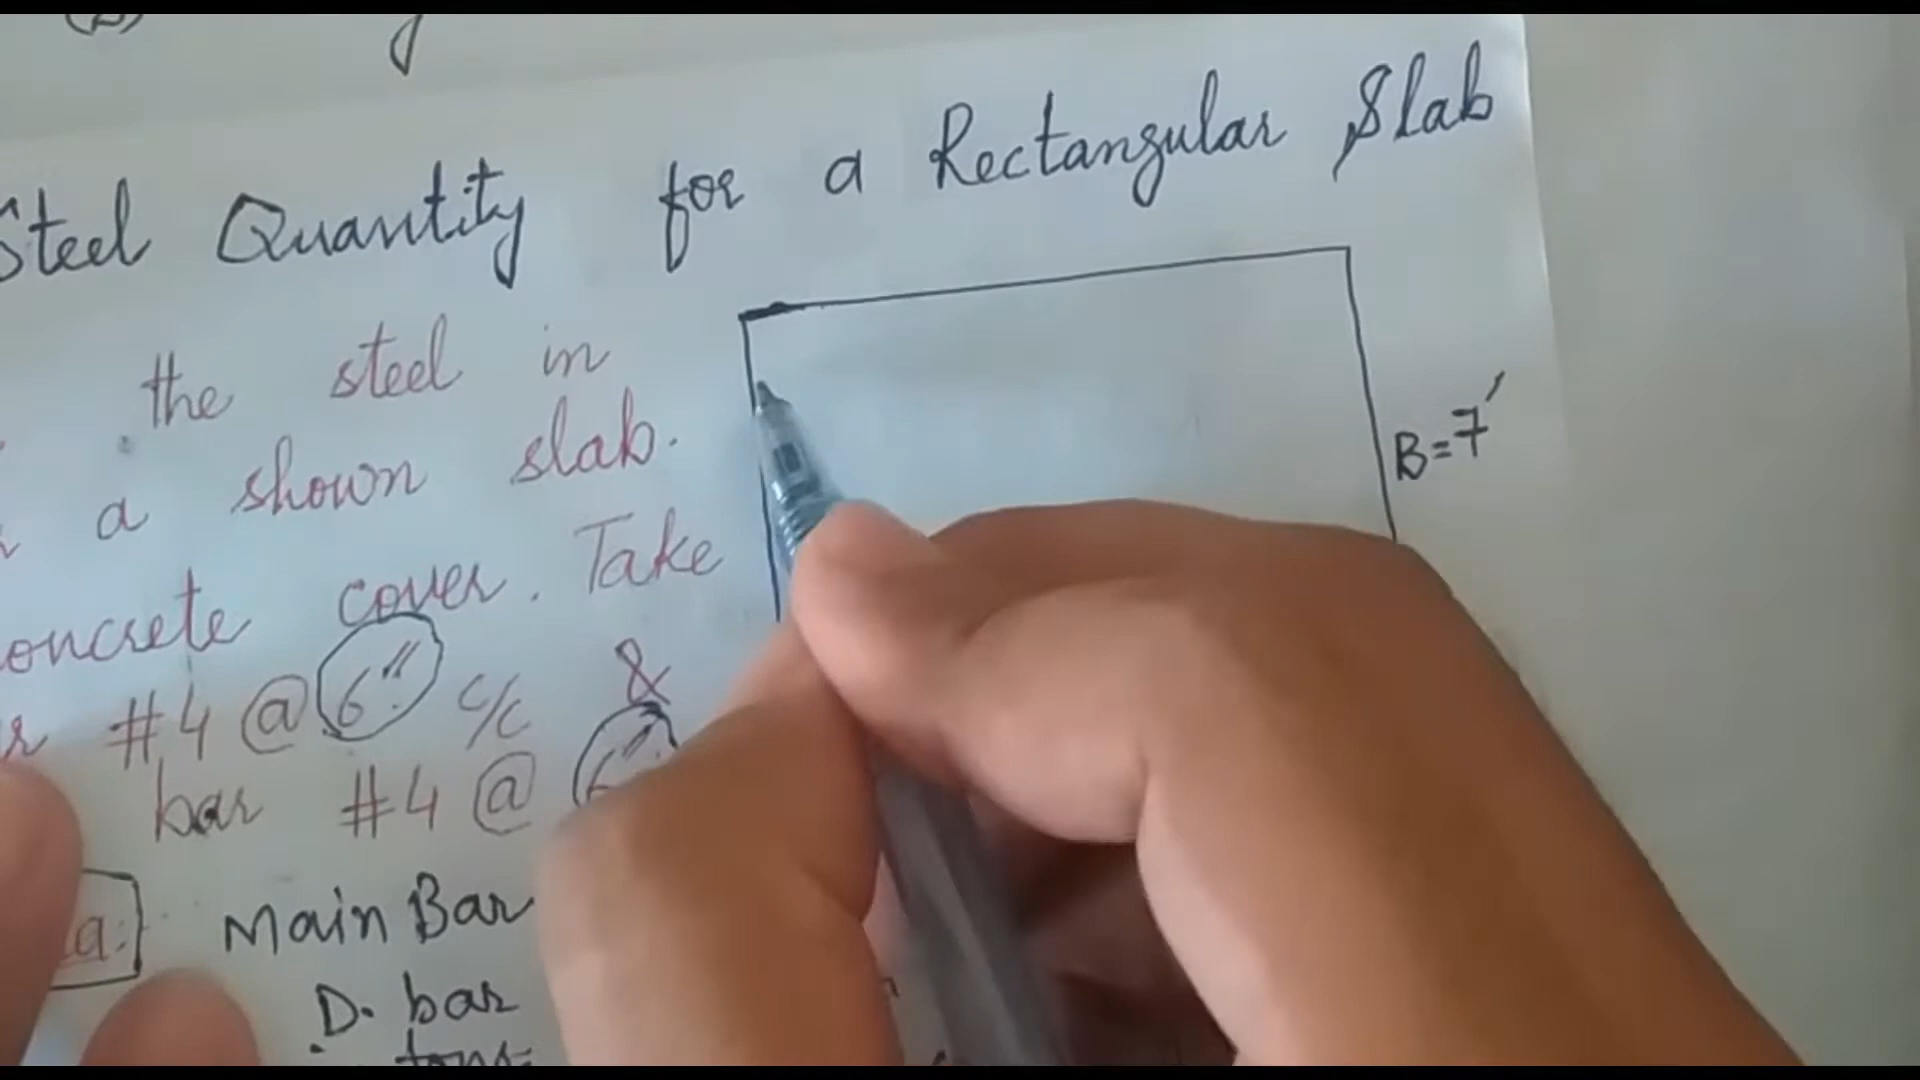 Steel Quantity for a Rectangular Slab
the steel in
a shown slab.
concrete cover. Take
#4 @ 6" c/c &
bar #4 @
B=7'
Main Bar
D. bar